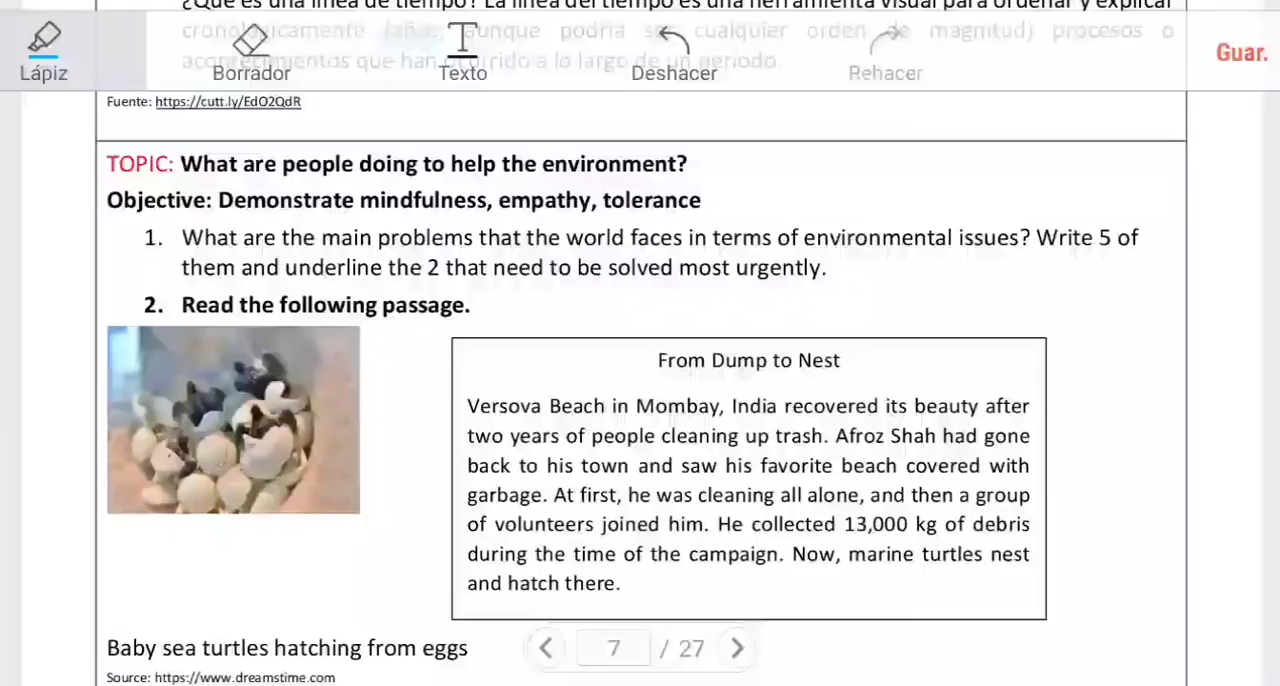 ¿Qué es una línea de tiempo? La línea del tiempo es una herramienta visual para ordenar y explicar
cronológicamente (años, aunque podría ser cualquier orden de magnitud) procesos o
acontecimientos que han ocurrido a lo largo de un periodo.
Lápiz
Borrador
Texto
Deshacer
Rehacer
Guar.
Fuente: https://cutt.ly/EdO2QdR
TOPIC: What are people doing to help the environment?
Objective: Demonstrate mindfulness, empathy, tolerance
1. What are the main problems that the world faces in terms of environmental issues? Write 5 of
them and underline the 2 that need to be solved most urgently.
2. Read the following passage.
From Dump to Nest
Versova Beach in Mombay, India recovered its beauty after
two years of people cleaning up trash. Afroz Shah had gone
back to his town and saw his favorite beach covered with
garbage. At first, he was cleaning all alone, and then a group
of volunteers joined him. He collected 13,000 kg of debris
during the time of the campaign. Now, marine turtles nest
and hatch there.
Baby sea turtles hatching from eggs
7 / 27
Source: https://www.dreamstime.com